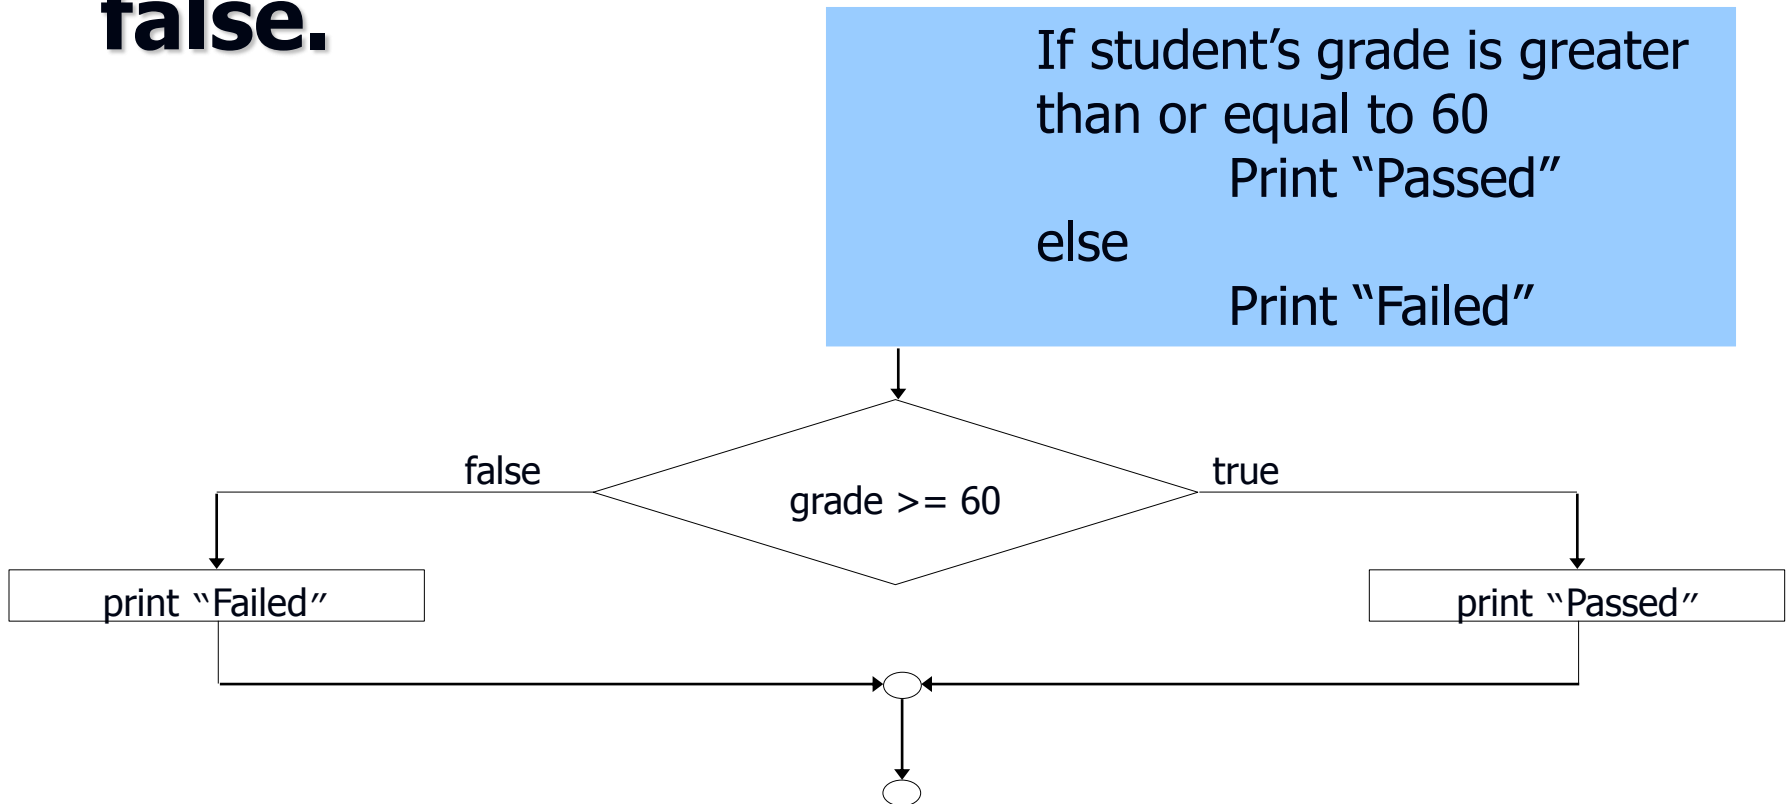 false.
If student’s grade is greater
than or equal to 60
Print “Passed”
else
Print “Failed”
false
true
grade >= 60
print “Failed”
print “Passed”